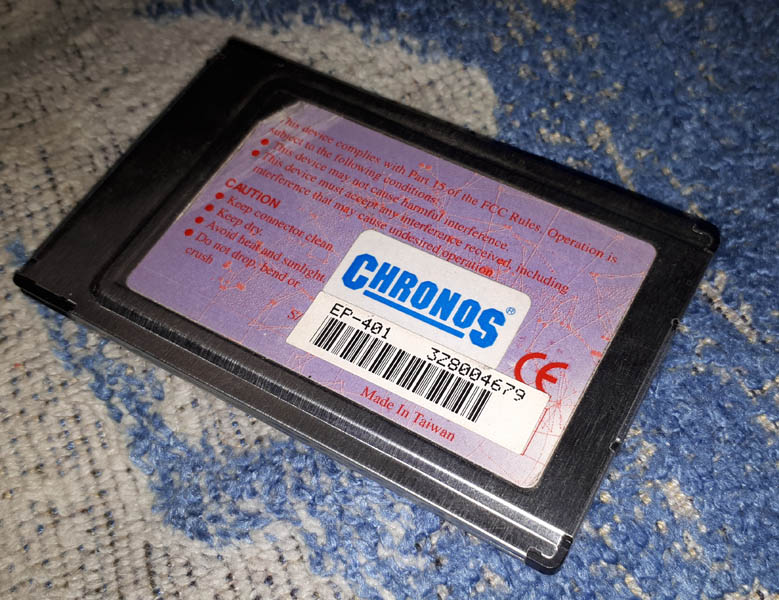 This device complies with Part 15 of the FCC Rules. Operation is
subject to the following conditions:
● This device may not cause harmful interference.
● This device must accept any interference received, including
interference that may cause undesired operation.
CAUTION
● Keep connector clean.
● Keep dry.
● Avoid heat and sunlight.
● Do not drop, bend or
crush
CHRONOS®
EP-401 3Z8004679
CE
Made In Taiwan